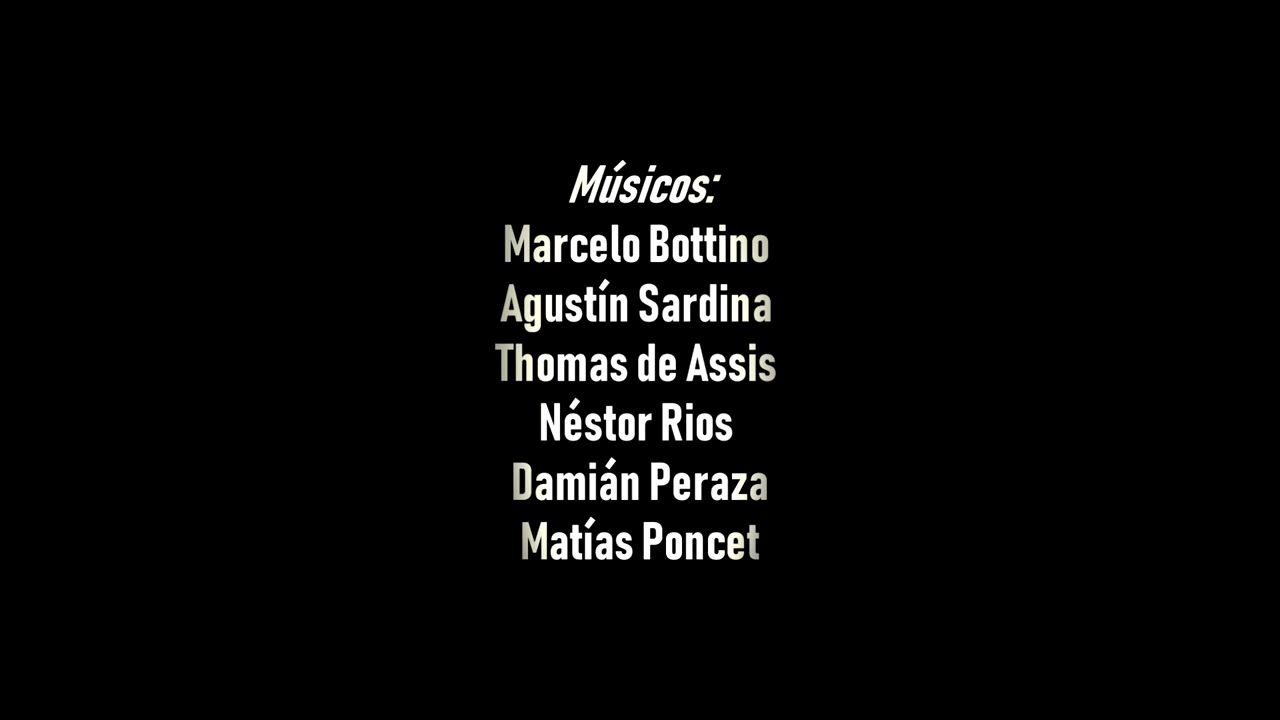 Músicos:
Marcelo Bottino
Agustín Sardina
Thomas de Assis
Néstor Rios
Damián Peraza
Matías Poncet